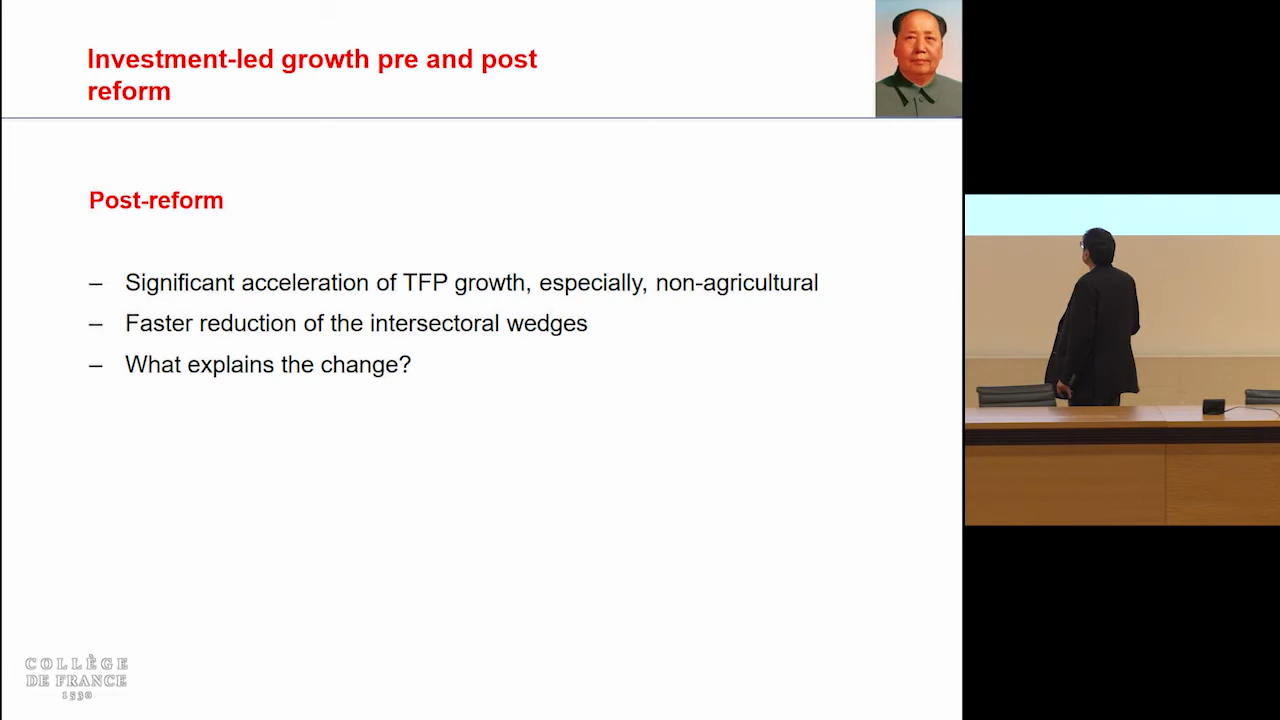 Investment-led growth pre and post
reform
Post-reform
– Significant acceleration of TFP growth, especially, non-agricultural
– Faster reduction of the intersectoral wedges
– What explains the change?
COLLÈGE
DE FRANCE
1530